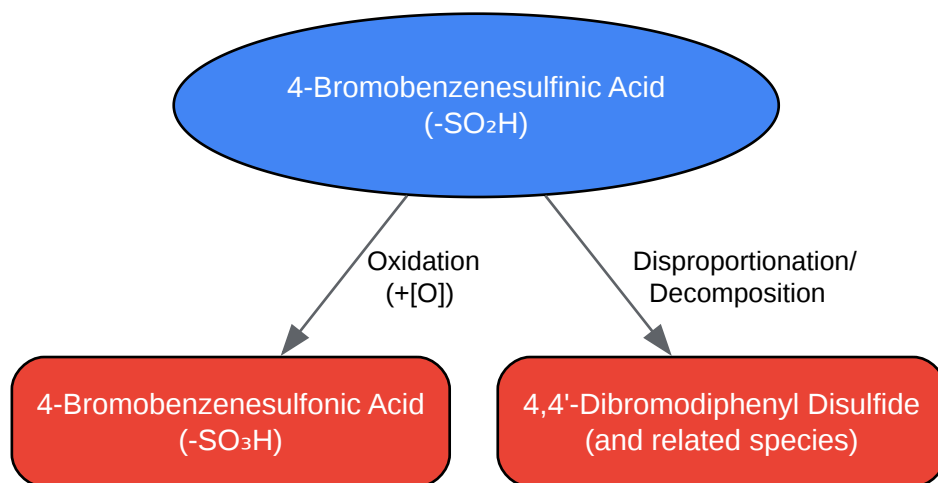 4-Bromobenzenesulfinic Acid
(-SO₂H)
Oxidation
(+[O])
Disproportionation/
Decomposition
4-Bromobenzenesulfonic Acid
(-SO₃H)
4,4'-Dibromodiphenyl Disulfide
(and related species)